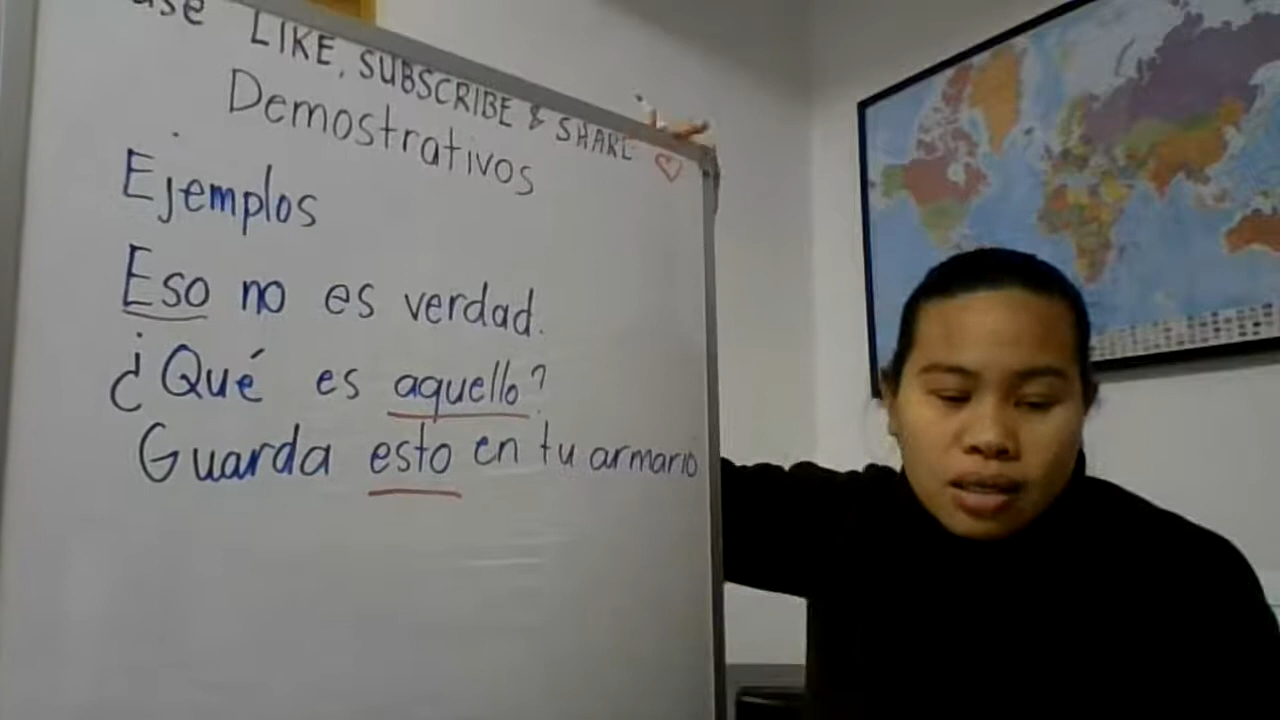 LIKE, SUBSCRIBE & SHARE
Demostrativos
Ejemplos
Eso no es verdad.
¿Qué es aquello?
Guarda esto en tu armario